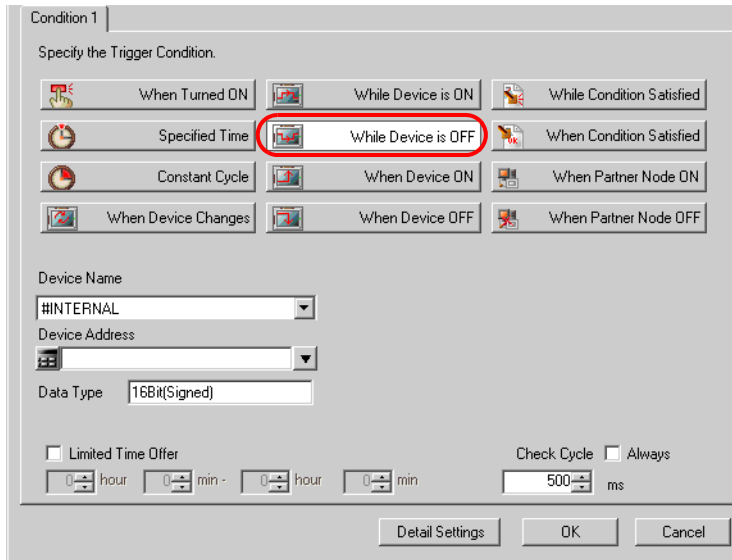 Condition 1
Specify the Trigger Condition.
When Turned ON While Device is ON While Condition Satisfied
Specified Time While Device is OFF When Condition Satisfied
Constant Cycle When Device ON When Partner Node ON
When Device Changes When Device OFF When Partner Node OFF
Device Name
#INTERNAL
Device Address
Data Type 16Bit(Signed)
Limited Time Offer Check Cycle Always
0 hour 0 min - 0 hour 0 min 500 ms
Detail Settings OK Cancel